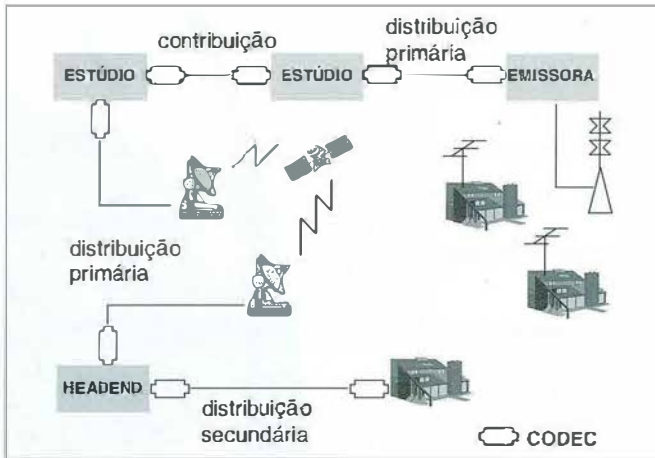 contribuição
distribuição
primária
ESTÚDIO
ESTÚDIO
EMISSORA
distribuição
primária
HEADEND
distribuição
secundária
CODEC